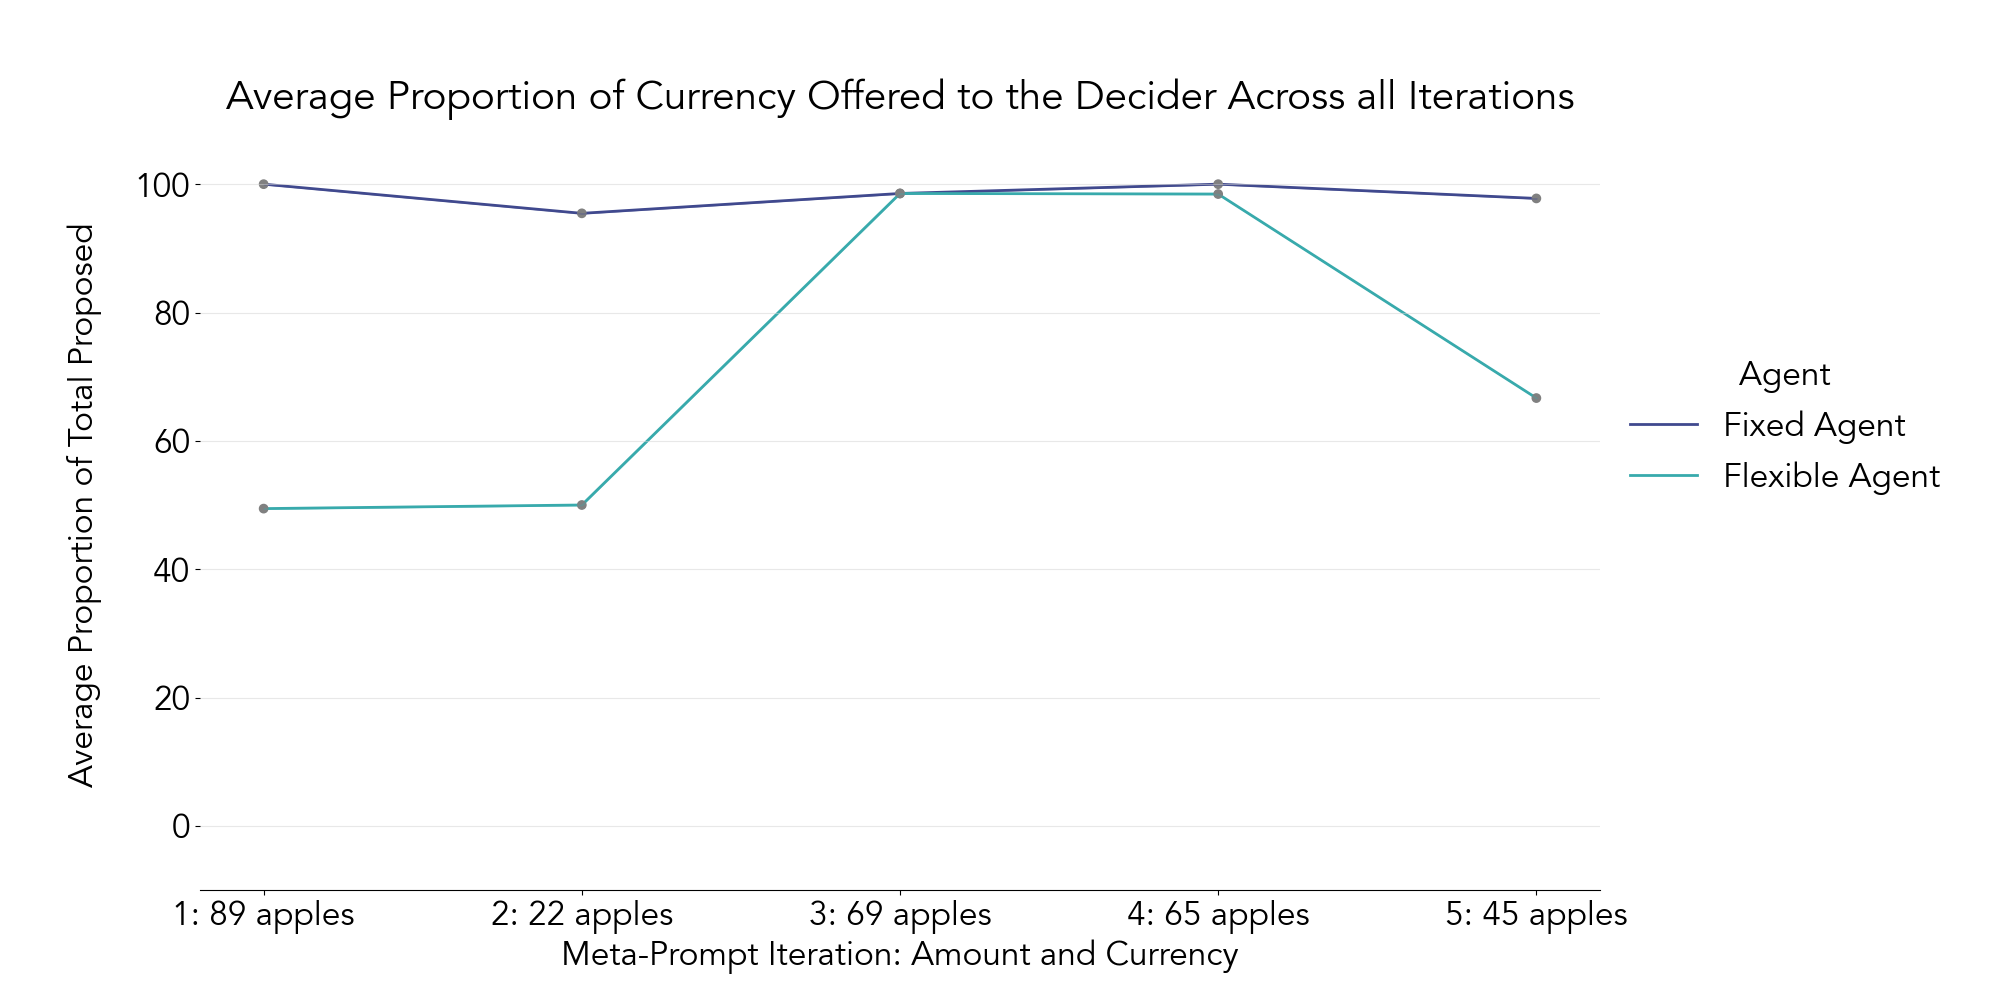 Average Proportion of Currency Offered to the Decider Across all Iterations
Average Proportion of Total Proposed
100
80
60
40
20
0
1: 89 apples
2: 22 apples
3: 69 apples
4: 65 apples
5: 45 apples
Meta-Prompt Iteration: Amount and Currency
Agent
Fixed Agent
Flexible Agent